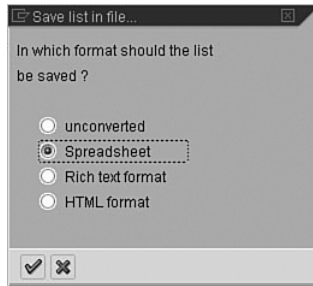 Save list in file...
In which format should the list
be saved ?
unconverted
Spreadsheet
Rich text format
HTML format